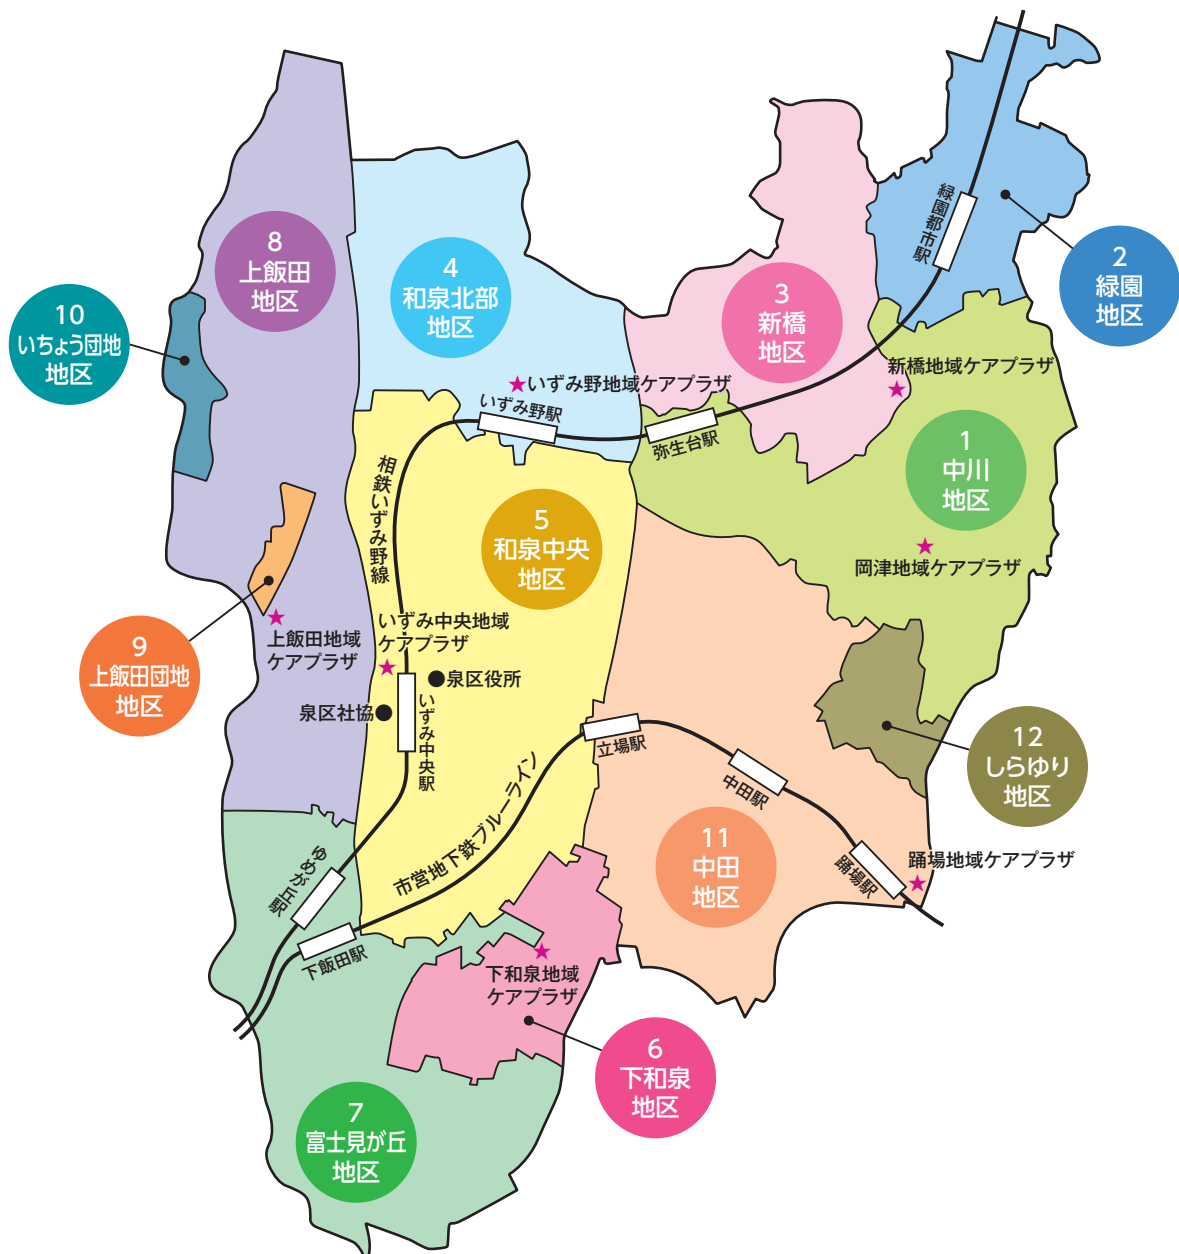 緑園都市駅
2
緑園
地区
8
上飯田
地区
4
和泉北部
地区
3
新橋
地区
10
いちょう団地
地区
新橋地域ケアプラザ
いずみ野地域ケアプラザ
いずみ野駅
弥生台駅
1
中川
地区
相鉄いずみ野線
5
和泉中央
地区
岡津地域ケアプラザ
いずみ中央地域
ケアプラザ
上飯田地域
ケアプラザ
9
上飯田団地
地区
泉区役所
泉区社協
いずみ中央駅
立場駅
12
しらゆり
地区
中田駅
市営地下鉄ブルーライン
11
中田
地区
踊場駅
踊場地域ケアプラザ
ゆめが丘駅
下飯田駅
下和泉地域
ケアプラザ
6
下和泉
地区
7
富士見が丘
地区